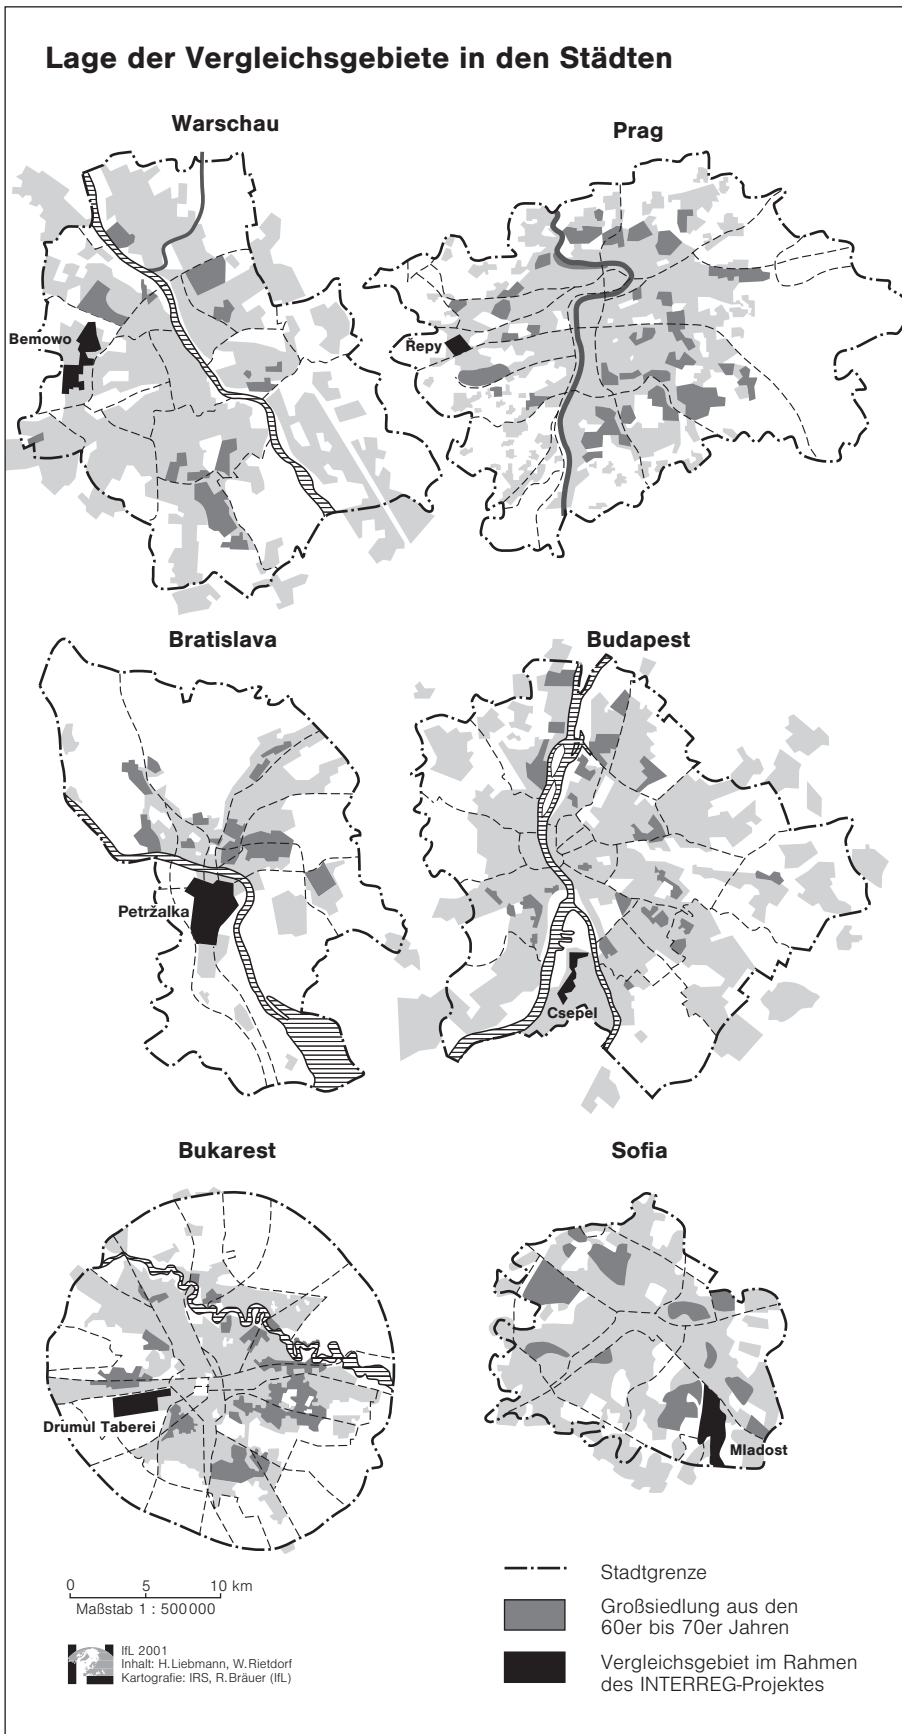 Lage der Vergleichsgebiete in den Städten
Warschau
Prag
Bemowo
Řepy
Bratislava
Budapest
Petržalka
Csepel
Bukarest
Sofia
Drumul Taberei
Mladost
0 5 10 km
Maßstab 1 : 500000
IfL 2001
Inhalt: H. Liebmann, W. Rietdorf
Kartografie: IRS, R. Bräuer (IfL)
Stadtgrenze
Großsiedlung aus den
60er bis 70er Jahren
Vergleichsgebiet im Rahmen
des INTERREG-Projektes